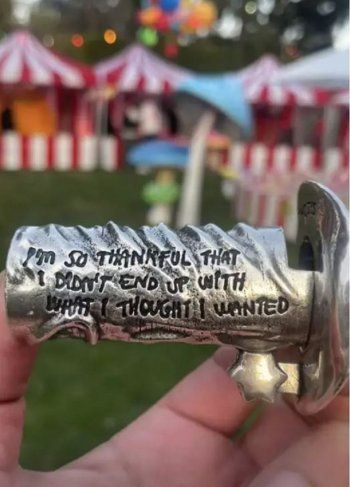 I'm SO THANKFUL THAT
I DIDN'T END UP WITH
WHAT I THOUGHT I WANTED